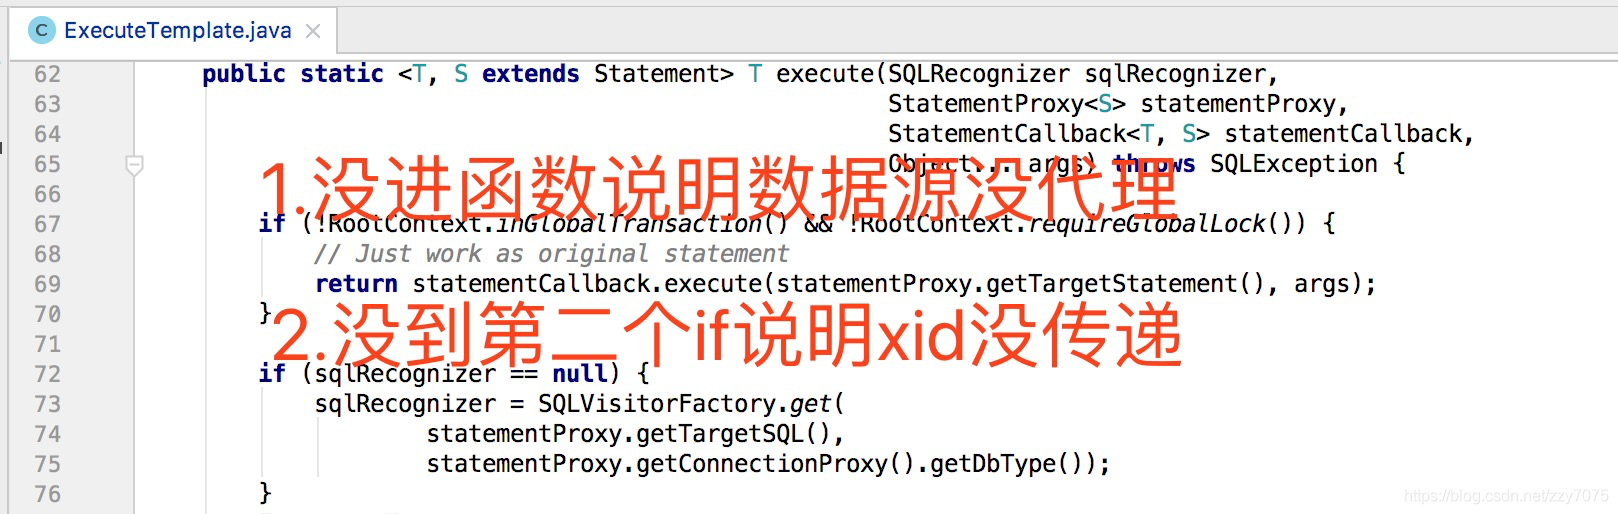 ExecuteTemplate.java
62 public static <T, S extends Statement> T execute(SQLRecognizer sqlRecognizer,
63 StatementProxy<S> statementProxy,
64 StatementCallback<T, S> statementCallback,
65 Object... args) throws SQLException {
1.没进函数说明数据源没代理
66
67 if (!RootContext.inGlobalTransaction() && !RootContext.requireGlobalLock()) {
68 // Just work as original statement
69 return statementCallback.execute(statementProxy.getTargetStatement(), args);
70 }
2.没到第二个if说明xid没传递
71
72 if (sqlRecognizer == null) {
73 sqlRecognizer = SQLVisitorFactory.get(
74 statementProxy.getTargetSQL(),
75 statementProxy.getConnectionProxy().getDbType());
76 }
https://blog.csdn.net/zzy7075